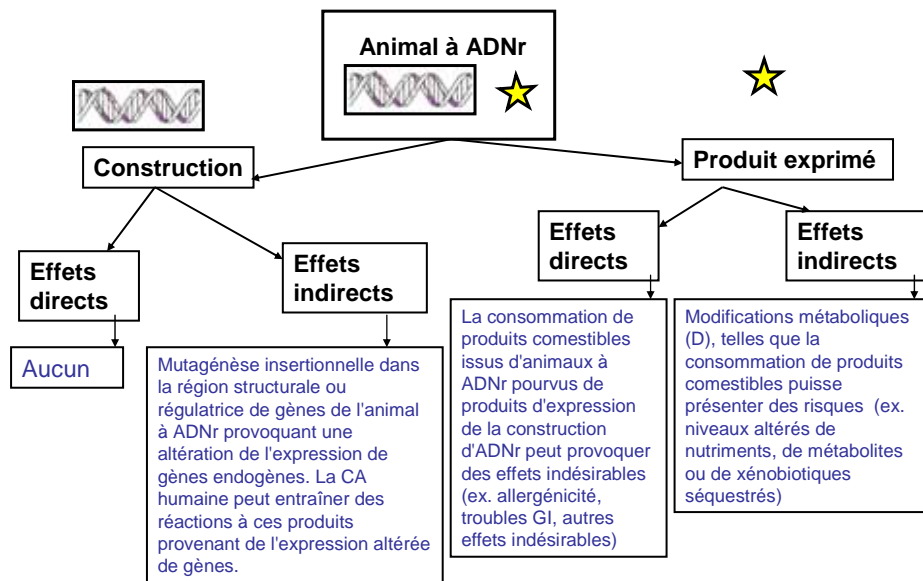 Animal à ADNr
Construction
Produit exprimé
Effets
directs
Effets
indirects
Effets
directs
Effets
indirects
Aucun
Mutagénèse insertionnelle dans
la région structurale ou
régulatrice de gènes de l'animal
à ADNr provoquant une
altération de l'expression de
gènes endogènes. La CA
humaine peut entraîner des
réactions à ces produits
provenant de l'expression altérée
de gènes.
La consommation de
produits comestibles
issus d'animaux à
ADNr pourvus de
produits d'expression
de la construction
d'ADNr peut provoquer
des effets indésirables
(ex. allergénicité,
troubles GI, autres
effets indésirables)
Modifications métaboliques
(D), telles que la
consommation de produits
comestibles puisse
présenter des risques (ex.
niveaux altérés de
nutriments, de métabolites
ou de xénobiotiques
séquestrés)